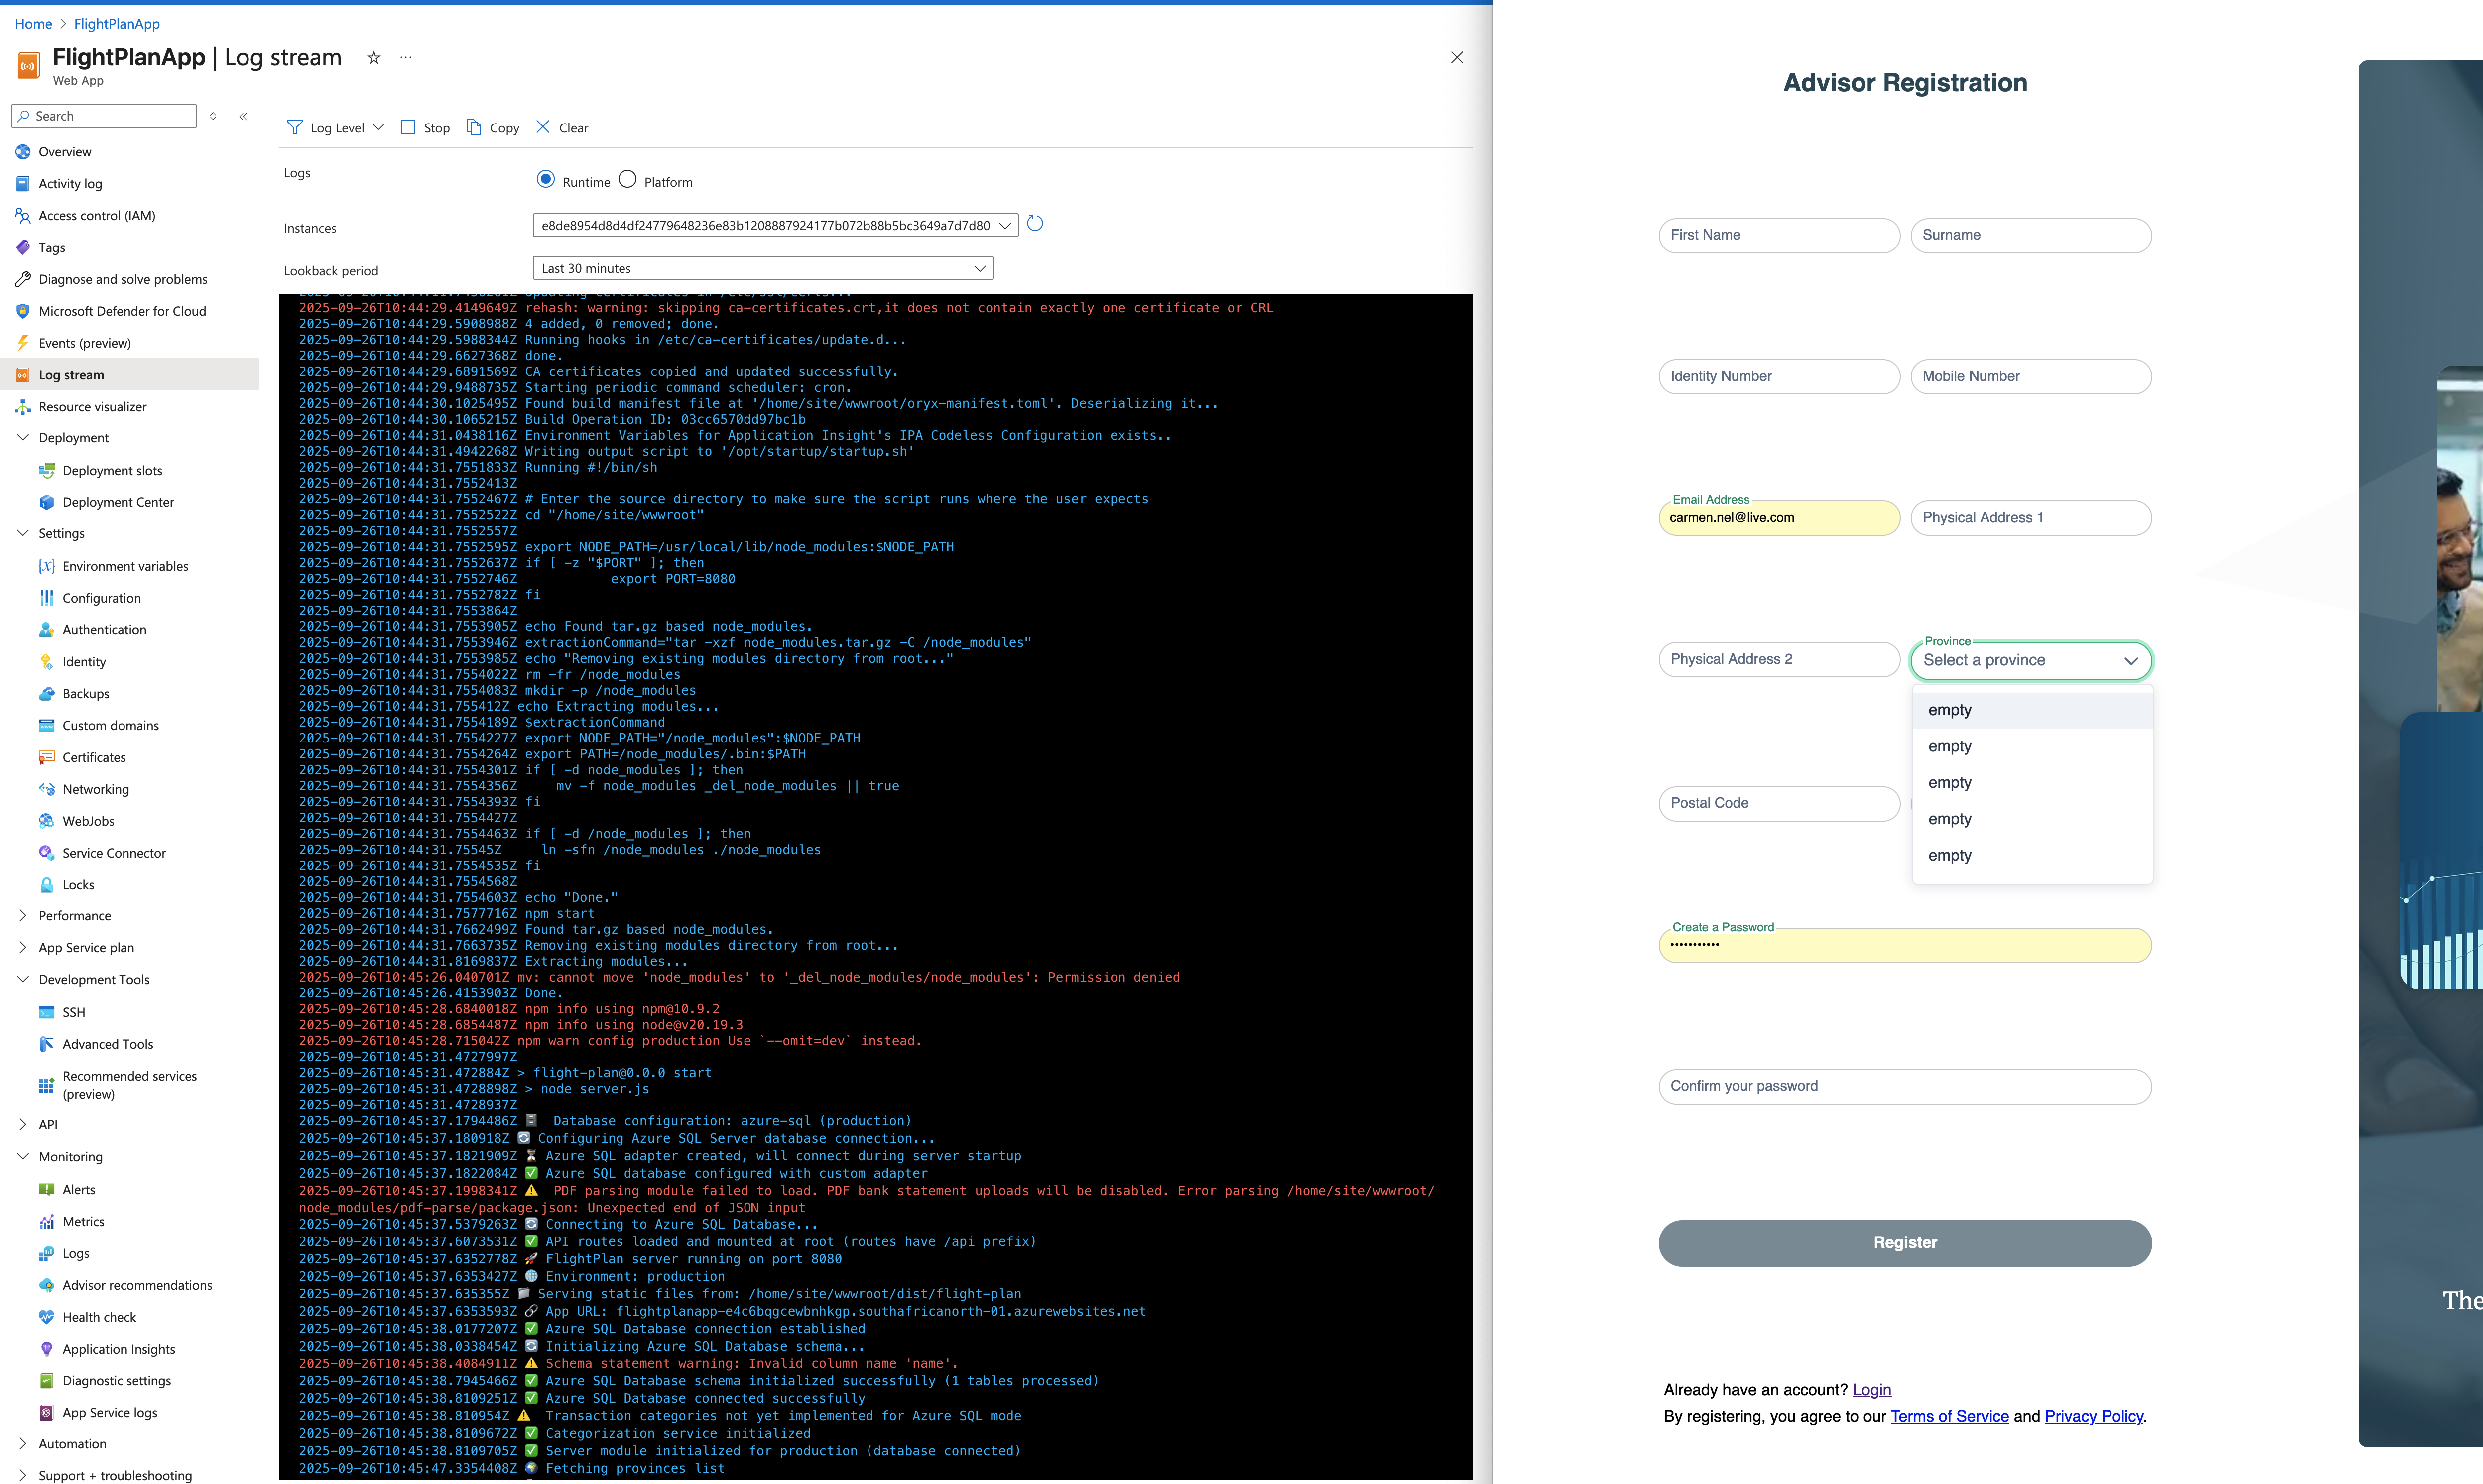 Home > FlightPlanApp
FlightPlanApp | Log stream
Web App
Search
Overview
Activity log
Access control (IAM)
Tags
Diagnose and solve problems
Microsoft Defender for Cloud
Events (preview)
Log stream
Resource visualizer
Deployment
Deployment slots
Deployment Center
Settings
Environment variables
Configuration
Authentication
Identity
Backups
Custom domains
Certificates
Networking
WebJobs
Service Connector
Locks
Performance
App Service plan
Development Tools
SSH
Advanced Tools
Recommended services
(preview)
API
Monitoring
Alerts
Metrics
Logs
Advisor recommendations
Health check
Application Insights
Diagnostic settings
App Service logs
Automation
Support + troubleshooting
Log Level Stop Copy Clear
Logs Runtime Platform
Instances e8de8954d8d4df24779648236e83b1208887924177b072b88b5bc3649a7d7d80
Lookback period Last 30 minutes
2025-09-26T10:44:29.4149649Z rehash: warning: skipping ca-certificates.crt,it does not contain exactly one certificate or CRL
2025-09-26T10:44:29.5908988Z 4 added, 0 removed; done.
2025-09-26T10:44:29.5988344Z Running hooks in /etc/ca-certificates/update.d...
2025-09-26T10:44:29.6627368Z done.
2025-09-26T10:44:29.6891569Z CA certificates copied and updated successfully.
2025-09-26T10:44:29.9488735Z Starting periodic command scheduler: cron.
2025-09-26T10:44:30.1025495Z Found build manifest file at '/home/site/wwwroot/oryx-manifest.toml'. Deserializing it...
2025-09-26T10:44:30.1065215Z Build Operation ID: 03cc6570dd97bc1b
2025-09-26T10:44:31.0438116Z Environment Variables for Application Insight's IPA Codeless Configuration exists..
2025-09-26T10:44:31.4942268Z Writing output script to '/opt/startup/startup.sh'
2025-09-26T10:44:31.7551833Z Running #!/bin/sh
2025-09-26T10:44:31.7552413Z
2025-09-26T10:44:31.7552467Z # Enter the source directory to make sure the script runs where the user expects
2025-09-26T10:44:31.7552522Z cd "/home/site/wwwroot"
2025-09-26T10:44:31.7552557Z
2025-09-26T10:44:31.7552595Z export NODE_PATH=/usr/local/lib/node_modules:$NODE_PATH
2025-09-26T10:44:31.7552637Z if [ -z "$PORT" ]; then
2025-09-26T10:44:31.7552746Z export PORT=8080
2025-09-26T10:44:31.7552782Z fi
2025-09-26T10:44:31.7553864Z
2025-09-26T10:44:31.7553905Z echo Found tar.gz based node_modules.
2025-09-26T10:44:31.7553946Z extractionCommand="tar -xzf node_modules.tar.gz -C /node_modules"
2025-09-26T10:44:31.7553985Z echo "Removing existing modules directory from root..."
2025-09-26T10:44:31.7554022Z rm -fr /node_modules
2025-09-26T10:44:31.7554083Z mkdir -p /node_modules
2025-09-26T10:44:31.755412Z echo Extracting modules...
2025-09-26T10:44:31.7554189Z $extractionCommand
2025-09-26T10:44:31.7554227Z export NODE_PATH="/node_modules":$NODE_PATH
2025-09-26T10:44:31.7554264Z export PATH=/node_modules/.bin:$PATH
2025-09-26T10:44:31.7554301Z if [ -d node_modules ]; then
2025-09-26T10:44:31.7554356Z mv -f node_modules _del_node_modules || true
2025-09-26T10:44:31.7554393Z fi
2025-09-26T10:44:31.7554427Z
2025-09-26T10:44:31.7554463Z if [ -d /node_modules ]; then
2025-09-26T10:44:31.75545Z ln -sfn /node_modules ./node_modules
2025-09-26T10:44:31.7554535Z fi
2025-09-26T10:44:31.7554568Z
2025-09-26T10:44:31.7554603Z echo "Done."
2025-09-26T10:44:31.7577716Z npm start
2025-09-26T10:44:31.7662499Z Found tar.gz based node_modules.
2025-09-26T10:44:31.7663735Z Removing existing modules directory from root...
2025-09-26T10:44:31.8169837Z Extracting modules...
2025-09-26T10:45:26.040701Z mv: cannot move 'node_modules' to '_del_node_modules/node_modules': Permission denied
2025-09-26T10:45:26.4153903Z Done.
2025-09-26T10:45:28.6840018Z npm info using npm@10.9.2
2025-09-26T10:45:28.6854487Z npm info using node@v20.19.3
2025-09-26T10:45:28.715042Z npm warn config production Use `--omit=dev` instead.
2025-09-26T10:45:31.4727997Z
2025-09-26T10:45:31.472884Z > flight-plan@0.0.0 start
2025-09-26T10:45:31.4728898Z > node server.js
2025-09-26T10:45:31.4728937Z
2025-09-26T10:45:37.1794486Z 🗄 Database configuration: azure-sql (production)
2025-09-26T10:45:37.180918Z 🔄 Configuring Azure SQL Server database connection...
2025-09-26T10:45:37.1821909Z ⏳ Azure SQL adapter created, will connect during server startup
2025-09-26T10:45:37.1822084Z ✅ Azure SQL database configured with custom adapter
2025-09-26T10:45:37.1998341Z ⚠️ PDF parsing module failed to load. PDF bank statement uploads will be disabled. Error parsing /home/site/wwwroot/
node_modules/pdf-parse/package.json: Unexpected end of JSON input
2025-09-26T10:45:37.5379263Z 🔄 Connecting to Azure SQL Database...
2025-09-26T10:45:37.6073531Z ✅ API routes loaded and mounted at root (routes have /api prefix)
2025-09-26T10:45:37.6352778Z 🚀 FlightPlan server running on port 8080
2025-09-26T10:45:37.6353427Z 🌐 Environment: production
2025-09-26T10:45:37.635355Z 📁 Serving static files from: /home/site/wwwroot/dist/flight-plan
2025-09-26T10:45:37.6353593Z 🔗 App URL: flightplanapp-e4c6bqgcewbnhkgp.southafricanorth-01.azurewebsites.net
2025-09-26T10:45:38.0177207Z ✅ Azure SQL Database connection established
2025-09-26T10:45:38.0338454Z 🔄 Initializing Azure SQL Database schema...
2025-09-26T10:45:38.4084911Z ⚠️ Schema statement warning: Invalid column name 'name'.
2025-09-26T10:45:38.7945466Z ✅ Azure SQL Database schema initialized successfully (1 tables processed)
2025-09-26T10:45:38.8109251Z ✅ Azure SQL Database connected successfully
2025-09-26T10:45:38.810954Z ⚠️ Transaction categories not yet implemented for Azure SQL mode
2025-09-26T10:45:38.8109672Z ✅ Categorization service initialized
2025-09-26T10:45:38.8109705Z ✅ Server module initialized for production (database connected)
2025-09-26T10:45:47.3354408Z 🌍 Fetching provinces list
Advisor Registration
First Name Surname
Identity Number Mobile Number
Email Address
carmen.nel@live.com Physical Address 1
Physical Address 2
Province
Select a province
empty
empty
empty
empty
empty
Postal Code
Create a Password
Confirm your password
Register
Already have an account? Login
By registering, you agree to our Terms of Service and Privacy Policy.
The